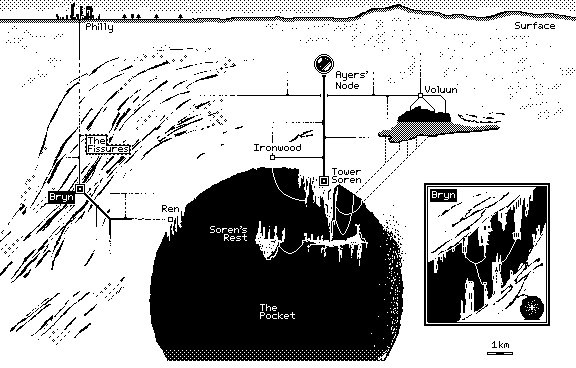 Philly
Surface
Ayers'
Node
Voluun
The
Fissures
Ironwood
Tower
Soren
Bryn
Ren
Soren's
Rest
Bryn
The
Pocket
1km